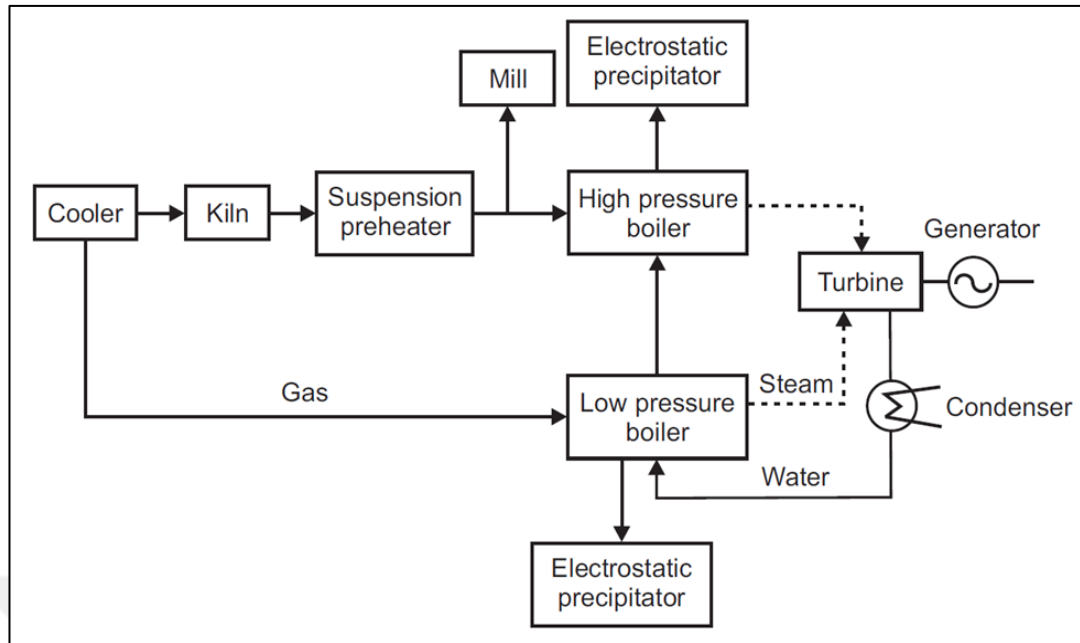 Electrostatic
precipitator
Mill
Cooler
Kiln
Suspension
preheater
High pressure
boiler
Generator
Turbine
Gas
Low pressure
boiler
Steam
Condenser
Water
Electrostatic
precipitator